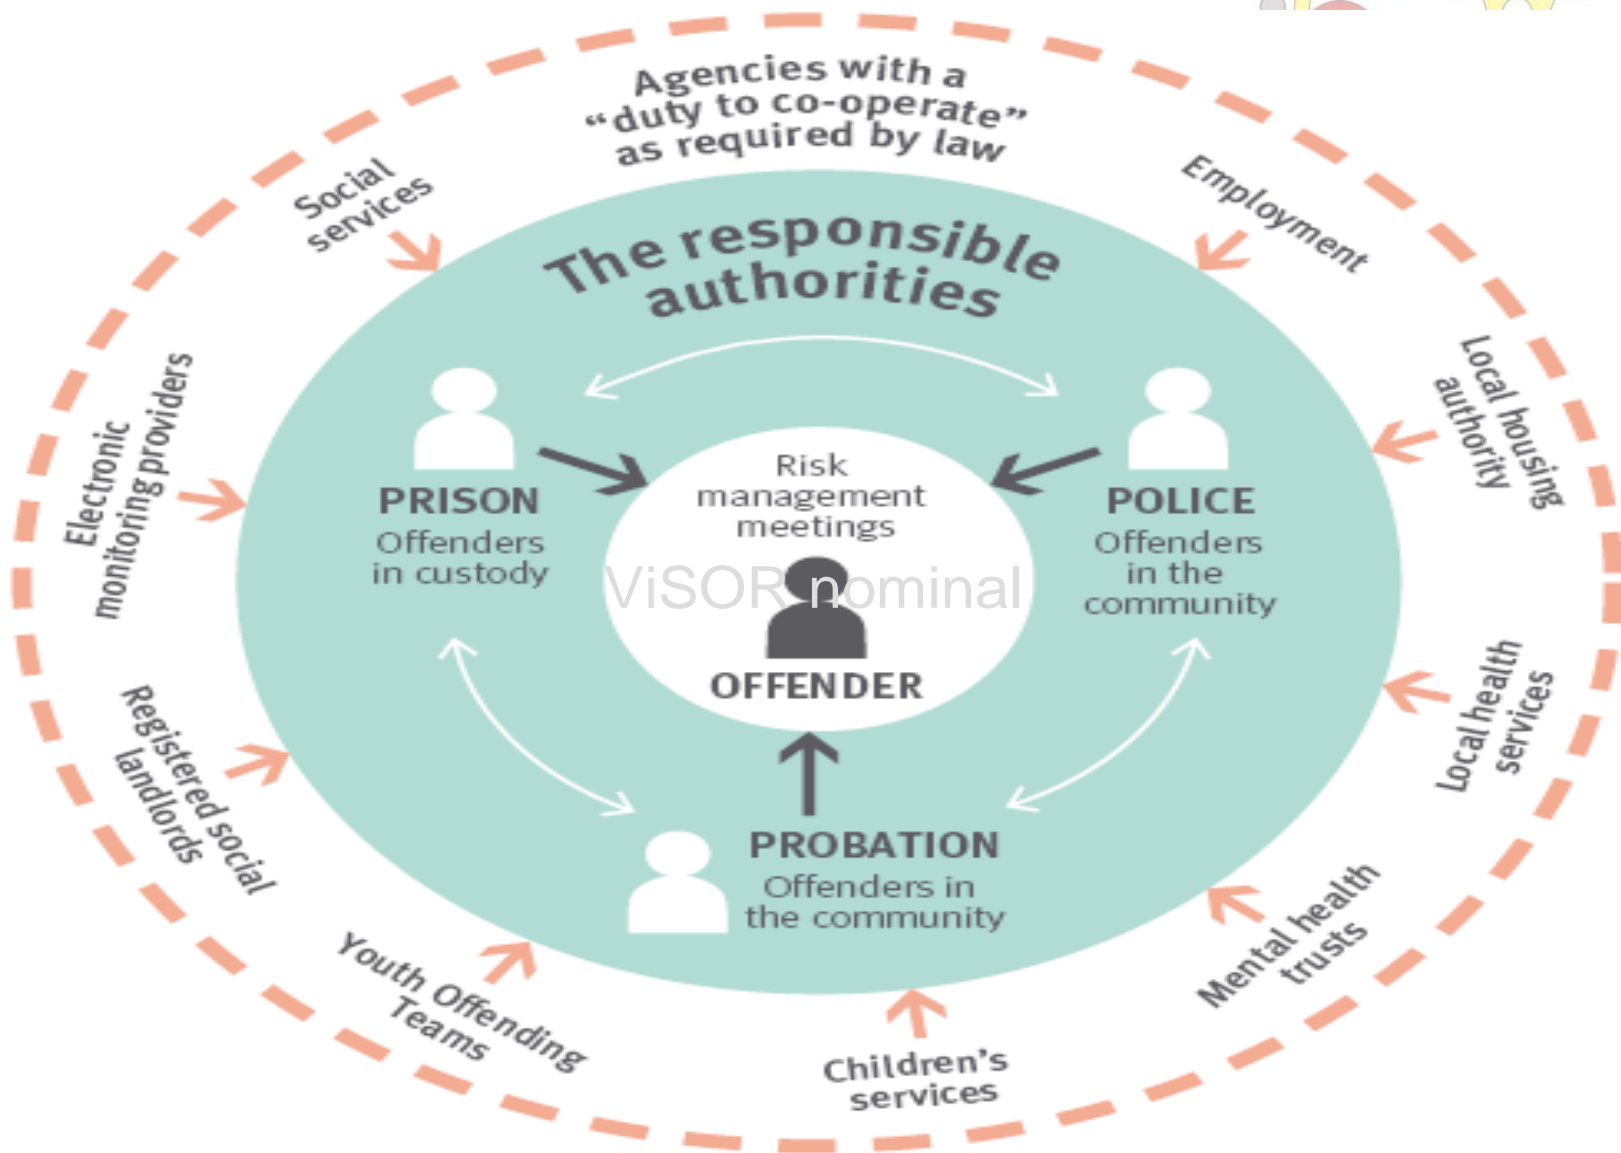 Agencies with a
“duty to co-operate”
as required by law
Social
services
Employment
The responsible
authorities
Electronic
monitoring providers
Local housing
authority
PRISON
Offenders
in custody
Risk
management
meetings
ViSOR nominal
OFFENDER
POLICE
Offenders
in the
community
Registered social
landlords
Local health
services
PROBATION
Offenders in
the community
Youth Offending
Teams
Children’s
services
Mental health
trusts